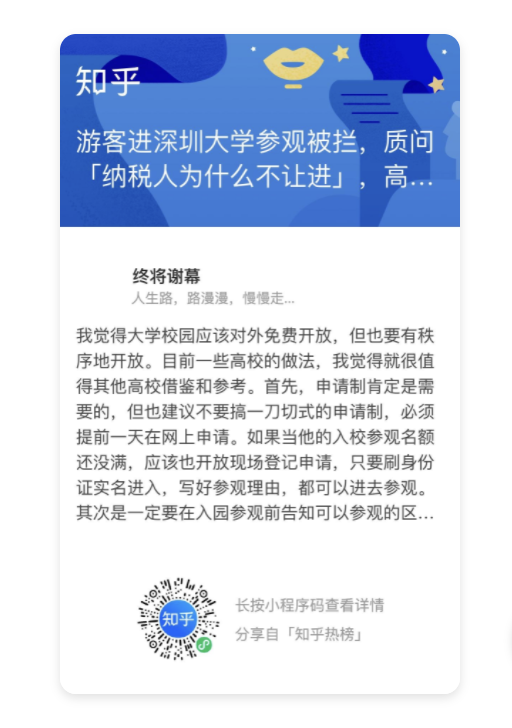 知乎
游客进深圳大学参观被拦，质问
「纳税人为什么不让进」，高...
终将谢幕
人生路，路漫漫，慢慢走...
我觉得大学校园应该对外免费开放，但也要有秩
序地开放。目前一些高校的做法，我觉得就很值
得其他高校借鉴和参考。首先，申请制肯定是需
要的，但也建议不要搞一刀切式的申请制，必须
提前一天在网上申请。如果当他的入校参观名额
还没满，应该也开放现场登记申请，只要刷身份
证实名进入，写好参观理由，都可以进去参观。
其次是一定要在入园参观前告知可以参观的区...
知乎
长按小程序码查看详情
分享自「知乎热榜」